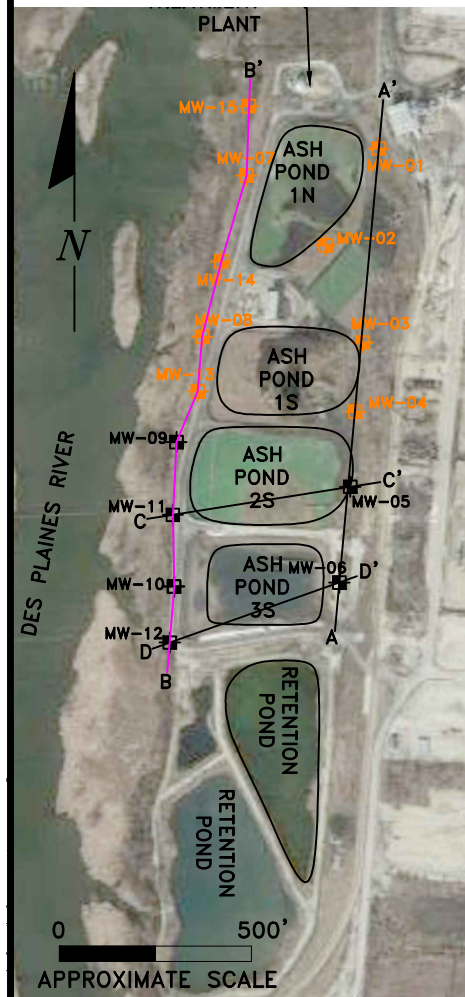 PLANT
B'
A'
MW-15
MW-01
MW-07
ASH
POND
1N
MW-02
N
MW-14
MW-08
MW-03
ASH
POND
1S
MW-13
MW-04
MW-09
ASH
POND
2S
C'
MW-11
C
MW-05
ASH
POND
3S
MW-06
D'
MW-10
MW-12
D
A
B
DES PLAINES RIVER
RETENTION
POND
RETENTION
POND
0
500'
APPROXIMATE SCALE